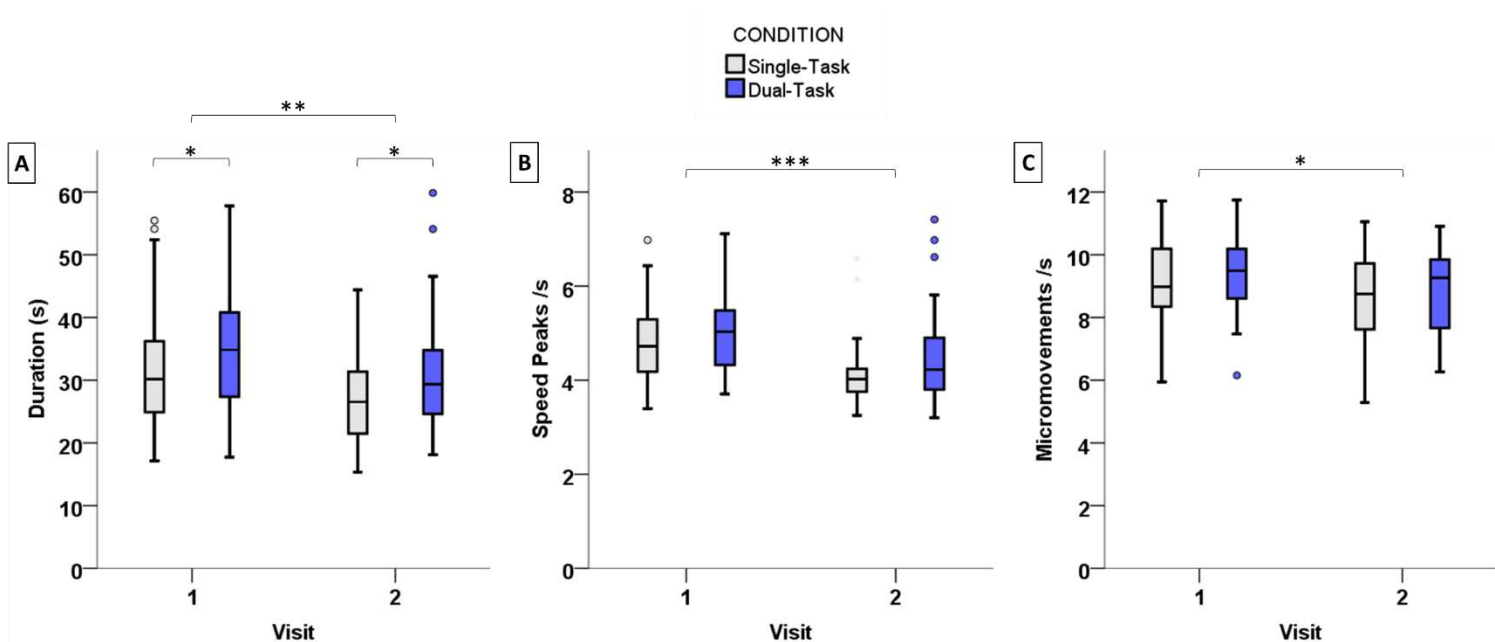 CONDITION
Single-Task
Dual-Task
A
**
*
*
Duration (s)
60
50
40
30
20
10
0
1
2
Visit
B
***
Speed Peaks /s
8
6
4
2
0
1
2
Visit
C
*
Micromovements /s
12
10
8
6
4
2
0
1
2
Visit